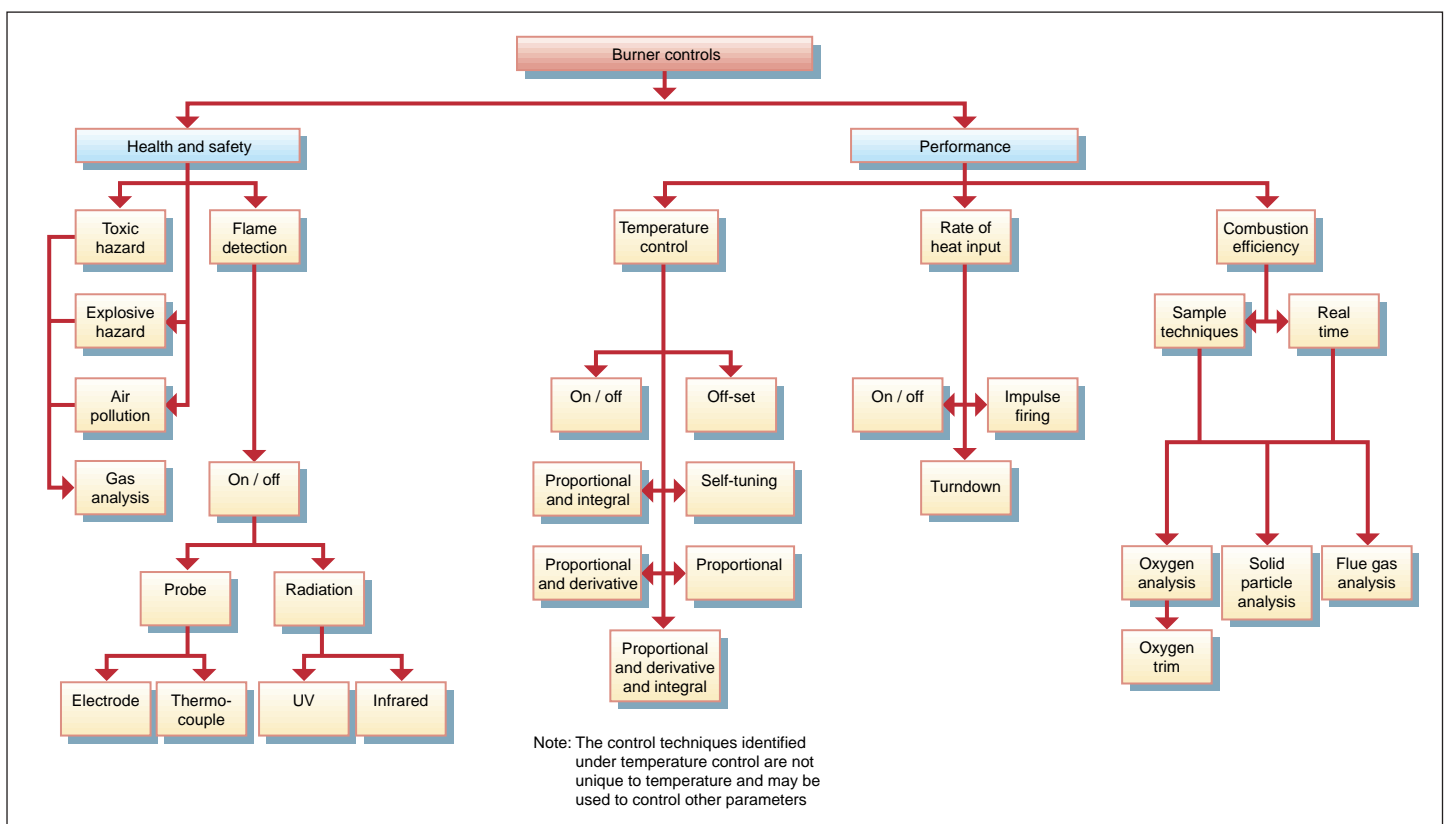 Burner controls
Health and safety
Performance
Toxic
hazard
Flame
detection
Temperature
control
Rate of
heat input
Combustion
efficiency
Explosive
hazard
Sample
techniques
Real
time
Air
pollution
On / off
Off-set
On / off
Impulse
firing
Gas
analysis
On / off
Proportional
and integral
Self-tuning
Turndown
Probe
Radiation
Proportional
and derivative
Proportional
Oxygen
analysis
Solid
particle
analysis
Flue gas
analysis
Electrode
Thermo-
couple
UV
Infrared
Proportional
and derivative
and integral
Oxygen
trim
Note: The control techniques identified
under temperature control are not
unique to temperature and may be
used to control other parameters